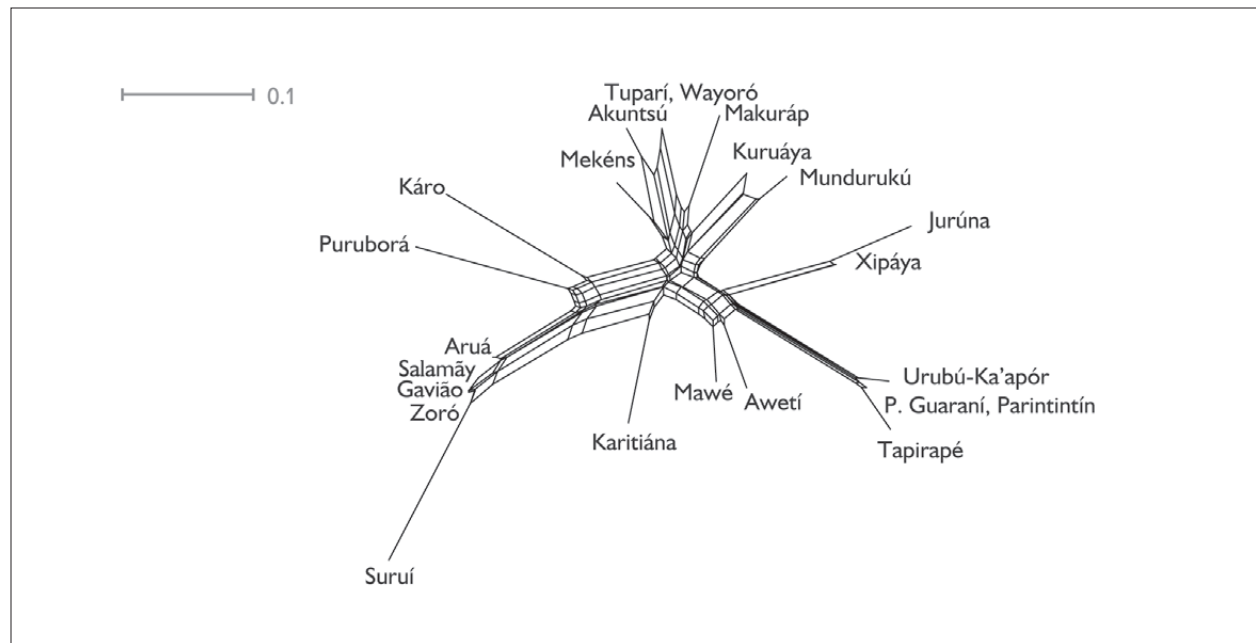 0.1
Tuparí, Wayoró
Akuntsú
Makuráp
Mekéns
Kuruáya
Mundurukú
Káro
Puruborá
Jurúna
Xipáya
Aruá
Salamãy
Gavião
Zoró
Urubú-Ka'apór
P. Guaraní, Parintintín
Mawé
Awetí
Karitiána
Tapirapé
Suruí